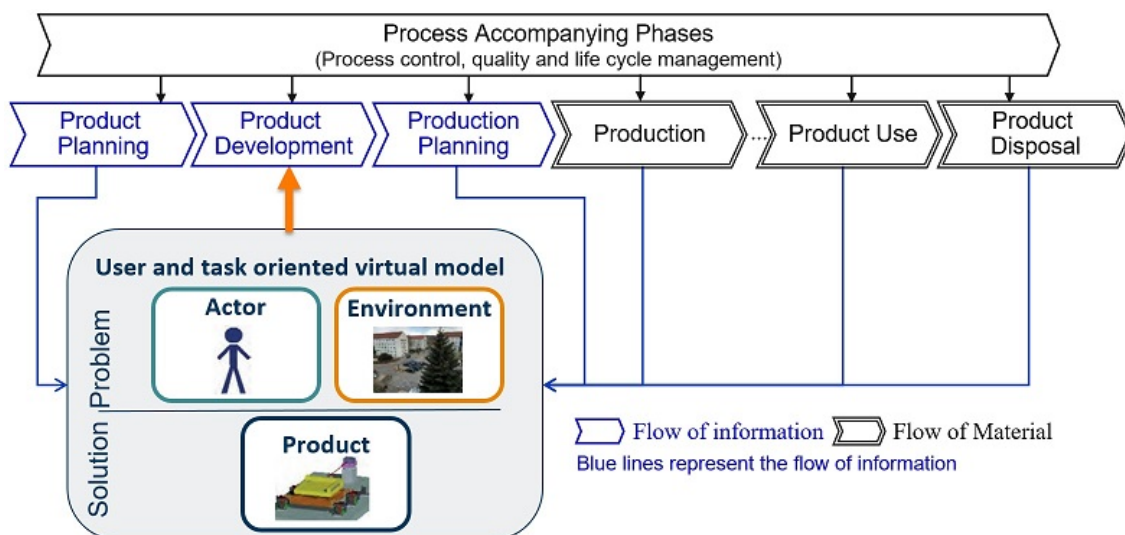 Process Accompanying Phases
(Process control, quality and life cycle management)
Product
Planning
Product
Development
Production
Planning
Production
...
Product Use
Product
Disposal
User and task oriented virtual model
Problem
Actor
Environment
Solution
Product
Flow of information
Flow of Material
Blue lines represent the flow of information